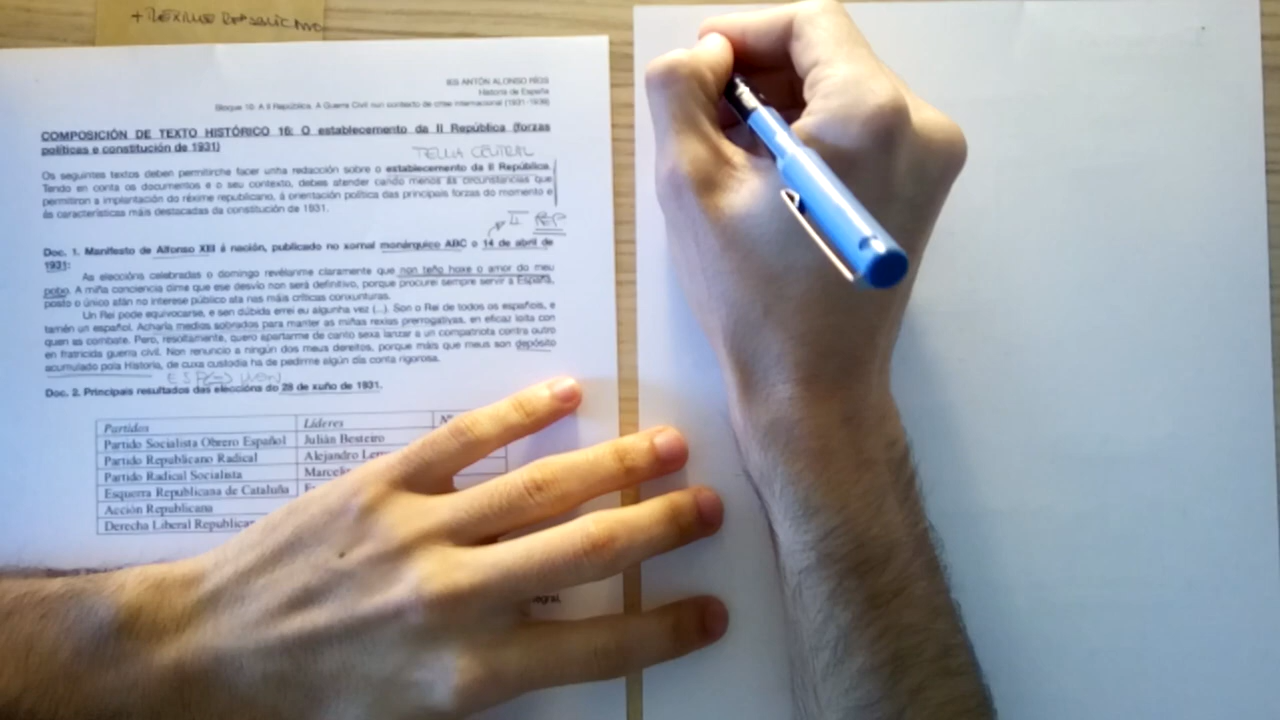 IES ANTÓN ALONSO RÍOS
Historia de España
Bloque 16: A II República. A Guerra Civil nun contexto de crise internacional (1931-1939)
COMPOSICIÓN DE TEXTO HISTÓRICO 16: O establecemento da II República (forzas
políticas e constitución de 1931)
Os seguintes textos deben permitirche facer unha redacción sobre o establecemento da II República.
Tendo en conta os documentos e o seu contexto, debes atender cando menos ás circunstancias que
permitiron a implantación do réxime republicano, á orientación política das principais forzas do momento e
ás características máis destacadas da constitución de 1931.
II REP
Doc. 1. Manifesto de Alfonso XIII á nación, publicado no xornal monárquico ABC o 14 de abril de
1931:
As eleccións celebradas o domingo revélanme claramente que non teño hoxe o amor do meu
pobo. A miña conciencia dime que ese desvío non será definitivo, porque procurei sempre servir a España,
posto o único afán no interese público ata nas máis críticas conxunturas.
Un Rei pode equivocarse, e sen dúbida errei eu algunha vez (...). Son o Rei de todos os españois, e
tamén un español. Acharía medios sobrados para manter as miñas rexias prerrogativas, en eficaz loita con
quen as combate. Pero, resoltamente, quero apartarme de canto sexa lanzar a un compatriota contra outro
en fratricida guerra civil. Non renuncio a ningún dos meus dereitos, porque máis que meus son depósito
acumulado pola Historia, de cuxa custodia ha de pedirme algún día conta rigorosa.
Doc. 2. Principais resultados das eleccións do 28 de xuño de 1931.
Partidos Líderes Nº
Partido Socialista Obrero Español Julián Besteiro
Partido Republicano Radical Alejandro
Partido Radical Socialista
Esquerra Republicana de Cataluña
Acción Republicana
Derecha Liberal